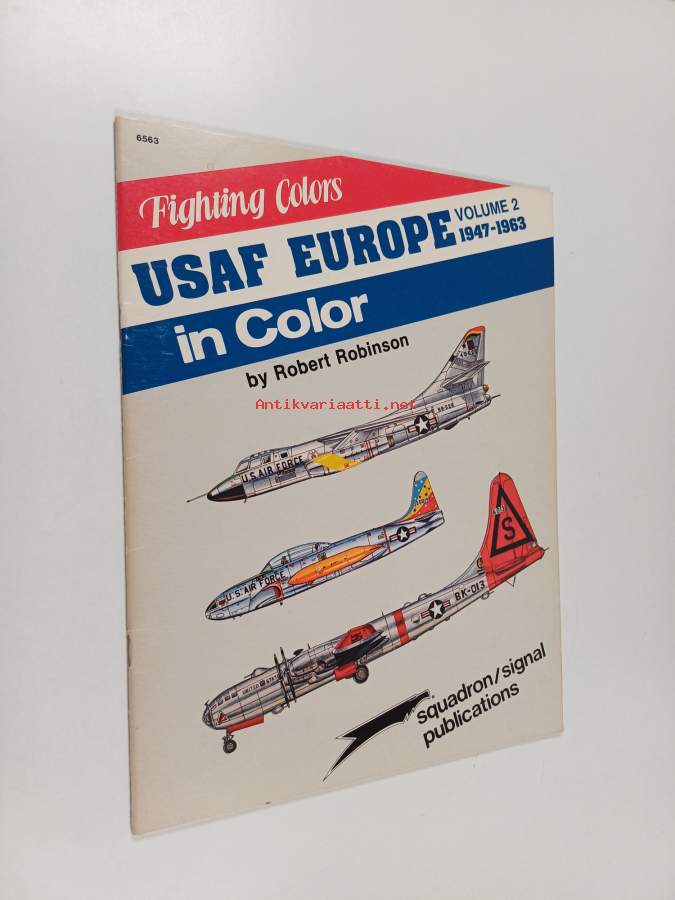 6563
Fighting Colors
USAF EUROPE VOLUME 2
1947-1963
in Color
by Robert Robinson
Antikvariaatti.net
U.S. AIR FORCE
U.S. AIR FORCE
S
BK-013
squadron/signal
publications